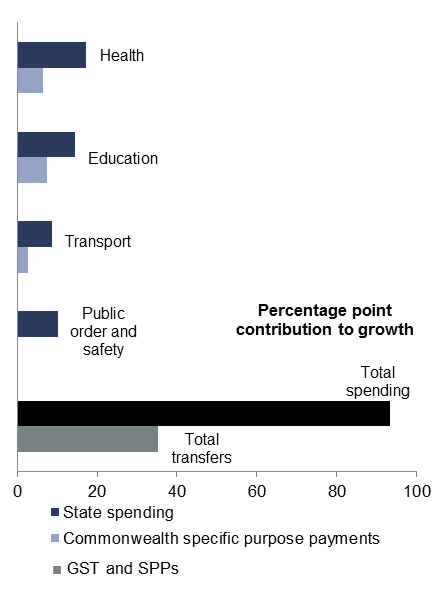 Health
Education
Transport
Public
order and
safety
Percentage point
contribution to growth
Total
spending
Total
transfers
0 20 40 60 80 100
State spending
Commonwealth specific purpose payments
GST and SPPs